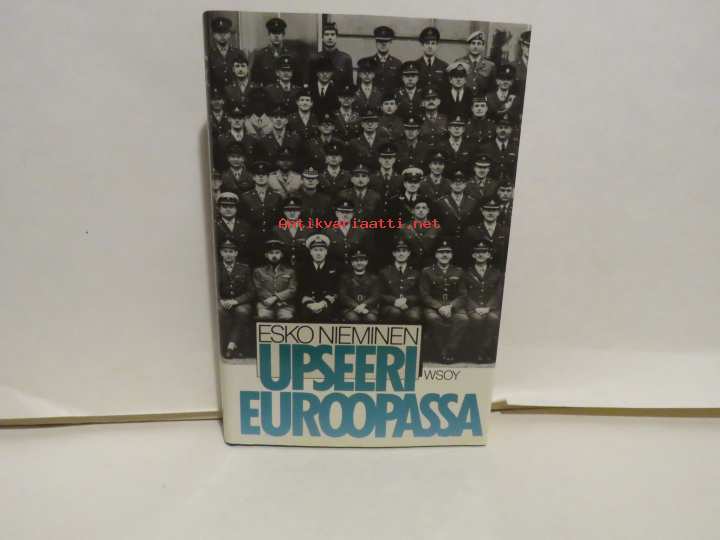 Antikvariaatti.net
ESKO NIEMINEN
UPSEERI
WSOY
EUROOPASSA